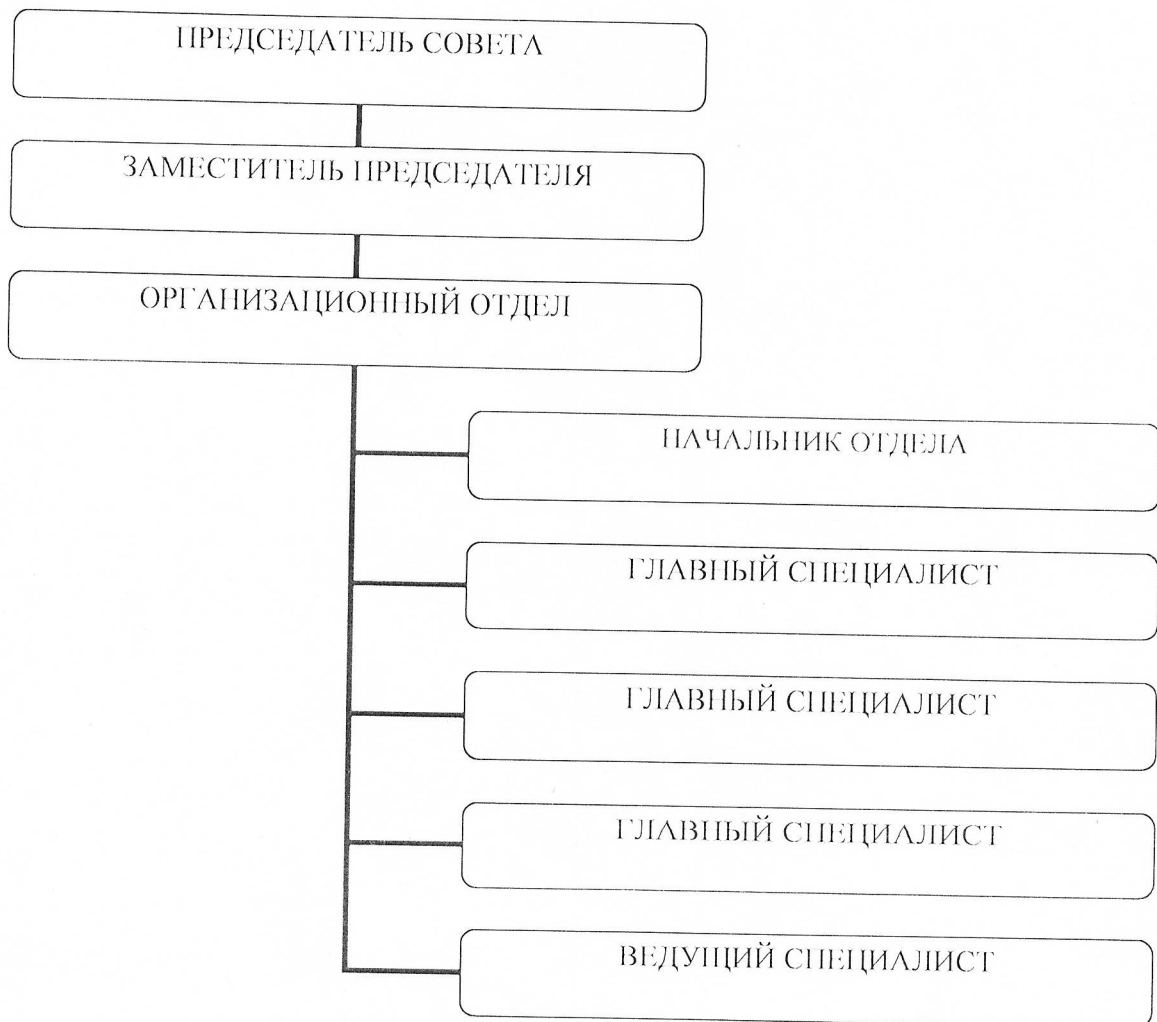 ПРЕДСЕДАТЕЛЬ СОВЕТА
ЗАМЕСТИТЕЛЬ ПРЕДСЕДАТЕЛЯ
ОРГАНИЗАЦИОННЫЙ ОТДЕЛ
НАЧАЛЬНИК ОТДЕЛА
ГЛАВНЫЙ СПЕЦИАЛИСТ
ГЛАВНЫЙ СПЕЦИАЛИСТ
ГЛАВНЫЙ СПЕЦИАЛИСТ
ВЕДУЩИЙ СПЕЦИАЛИСТ